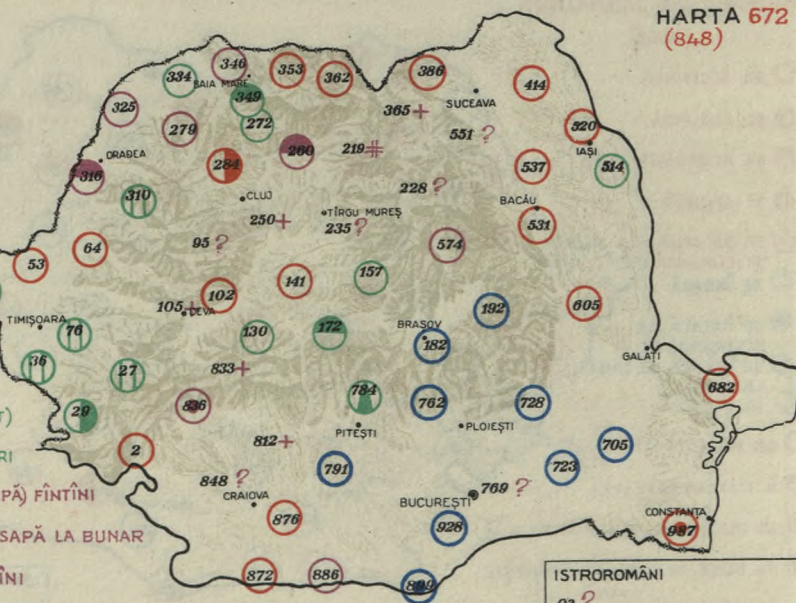 HARTA 672
(848)
346
353
362
386
334
BAIA MARE
349
414
SUCEAVA
325
279
272
365 +
551 ?
520
IAȘI
ORADEA
316
284
260
219
537
514
310
CLUJ
228 ?
BACĂU
TÎRGU MUREȘ
250 +
235 ?
531
95 ?
574
64
53
141
157
102
105 +
DEVA
192
605
TIMIȘOARA
76
130
172
BRAȘOV
182
GALAȚI
36
27
833 +
682
29
836
784
762
728
T)
PITEȘTI
PLOIEȘTI
RI
2
812 +
705
791
723
PĂ) FÎNTÎNI
848 ?
CRAIOVA
769 ?
BUCUREȘTI
SAPĂ LA BUNAR
876
928
CONSTANȚA
987
ÎNI
872
886
899
ISTROROMÂNI